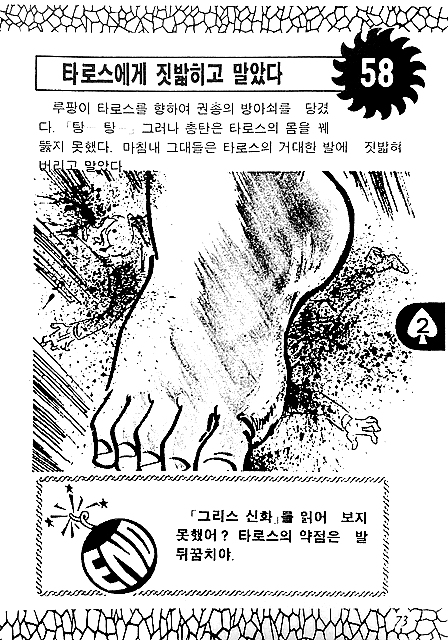 타로스에게 짓밟히고 말았다
58
루팡이 타로스를 향하여 권총의 방아쇠를 당겼
다. 「탕— 탕—」 그러나 총탄은 타로스의 몸을 꿰
뚫지 못했다. 마침내 그대들은 타로스의 거대한 발에 짓밟혀
버리고 말았다.
2
END
「그리스 신화」를 읽어 보지
못했어? 타로스의 약점은 발
뒤꿈치야.
73